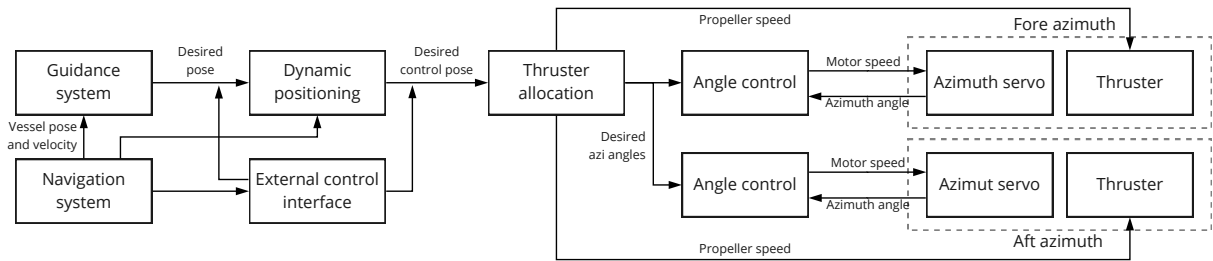 Propeller speed
Fore azimuth
Guidance
system
Desired
pose
Dynamic
positioning
Desired
control pose
Thruster
allocation
Angle control
Motor speed
Azimuth angle
Azimuth servo
Thruster
Vessel pose
and velocity
Desired
azi angles
Navigation
system
External control
interface
Angle control
Motor speed
Azimuth angle
Azimut servo
Thruster
Propeller speed
Aft azimuth